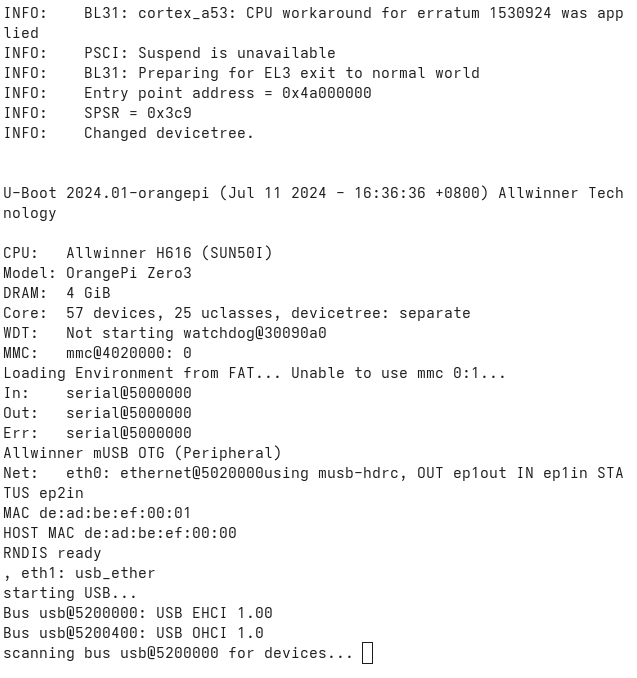 INFO:    BL31: cortex_a53: CPU workaround for erratum 1530924 was app
lied
INFO:    PSCI: Suspend is unavailable
INFO:    BL31: Preparing for EL3 exit to normal world
INFO:    Entry point address = 0x4a000000
INFO:    SPSR = 0x3c9
INFO:    Changed devicetree.
U-Boot 2024.01-orangepi (Jul 11 2024 - 16:36:36 +0800) Allwinner Tech
nology
CPU:   Allwinner H616 (SUN50I)
Model: OrangePi Zero3
DRAM:  4 GiB
Core:  57 devices, 25 uclasses, devicetree: separate
WDT:   Not starting watchdog@30090a0
MMC:   mmc@4020000: 0
Loading Environment from FAT... Unable to use mmc 0:1...
In:    serial@5000000
Out:   serial@5000000
Err:   serial@5000000
Allwinner mUSB OTG (Peripheral)
Net:   eth0: ethernet@5020000using musb-hdrc, OUT ep1out IN ep1in STA
TUS ep2in
MAC de:ad:be:ef:00:01
HOST MAC de:ad:be:ef:00:00
RNDIS ready
, eth1: usb_ether
starting USB...
Bus usb@5200000: USB EHCI 1.00
Bus usb@5200400: USB OHCI 1.0
scanning bus usb@5200000 for devices...